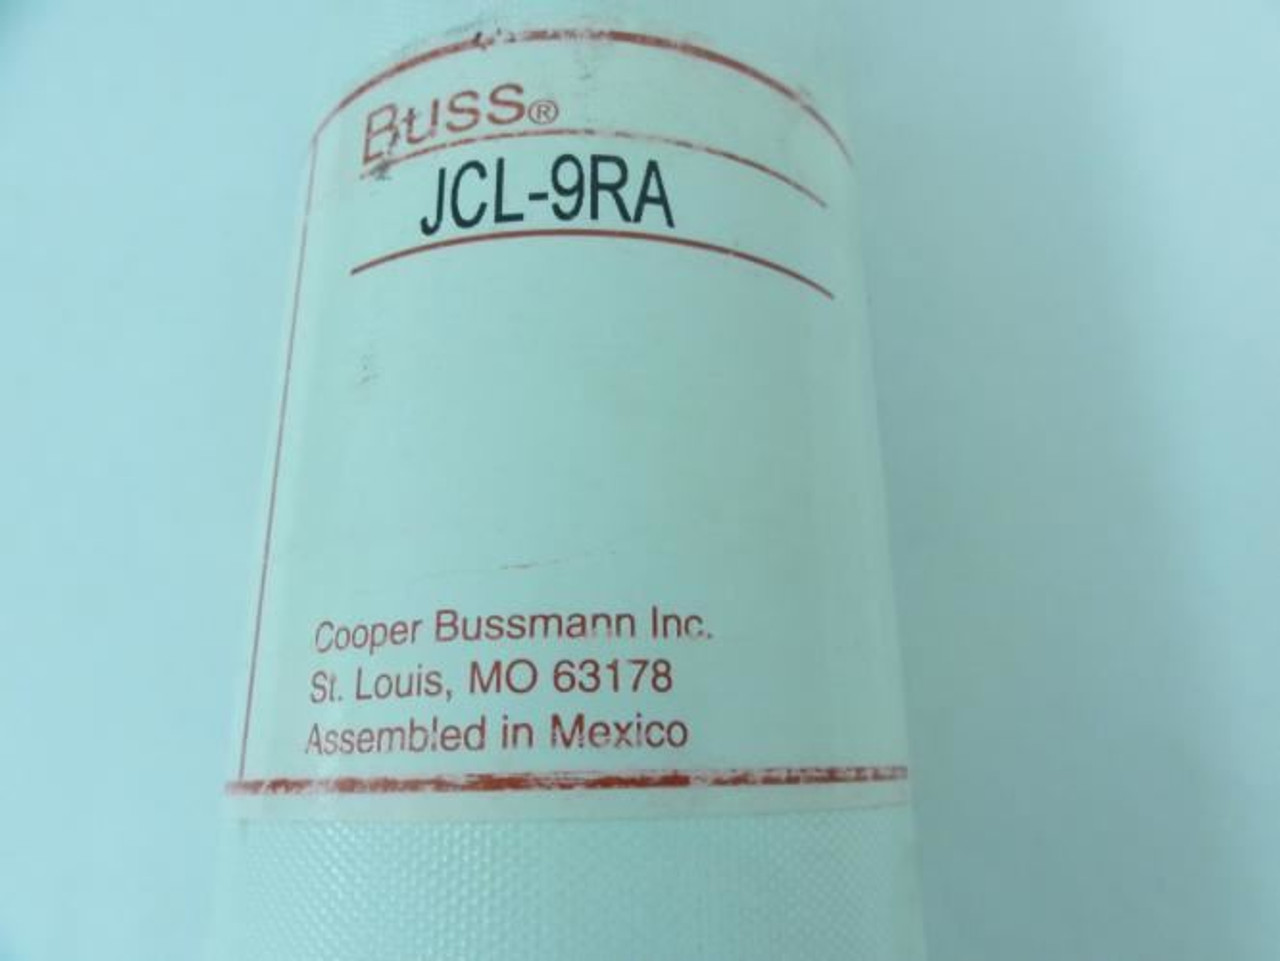 BUSS®
JCL-9RA
Cooper Bussmann Inc.
St. Louis, MO 63178
Assembled in Mexico